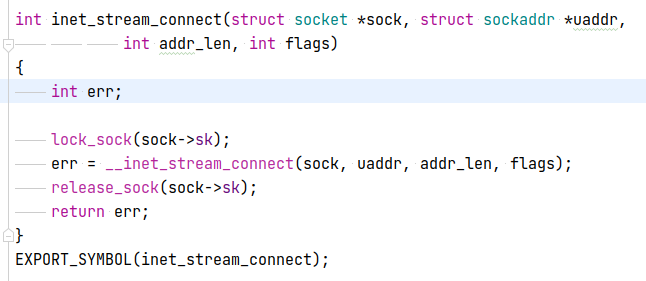 int inet_stream_connect(struct socket *sock, struct sockaddr *uaddr,
int addr_len, int flags)
{
int err;
lock_sock(sock->sk);
err = __inet_stream_connect(sock, uaddr, addr_len, flags);
release_sock(sock->sk);
return err;
}
EXPORT_SYMBOL(inet_stream_connect);